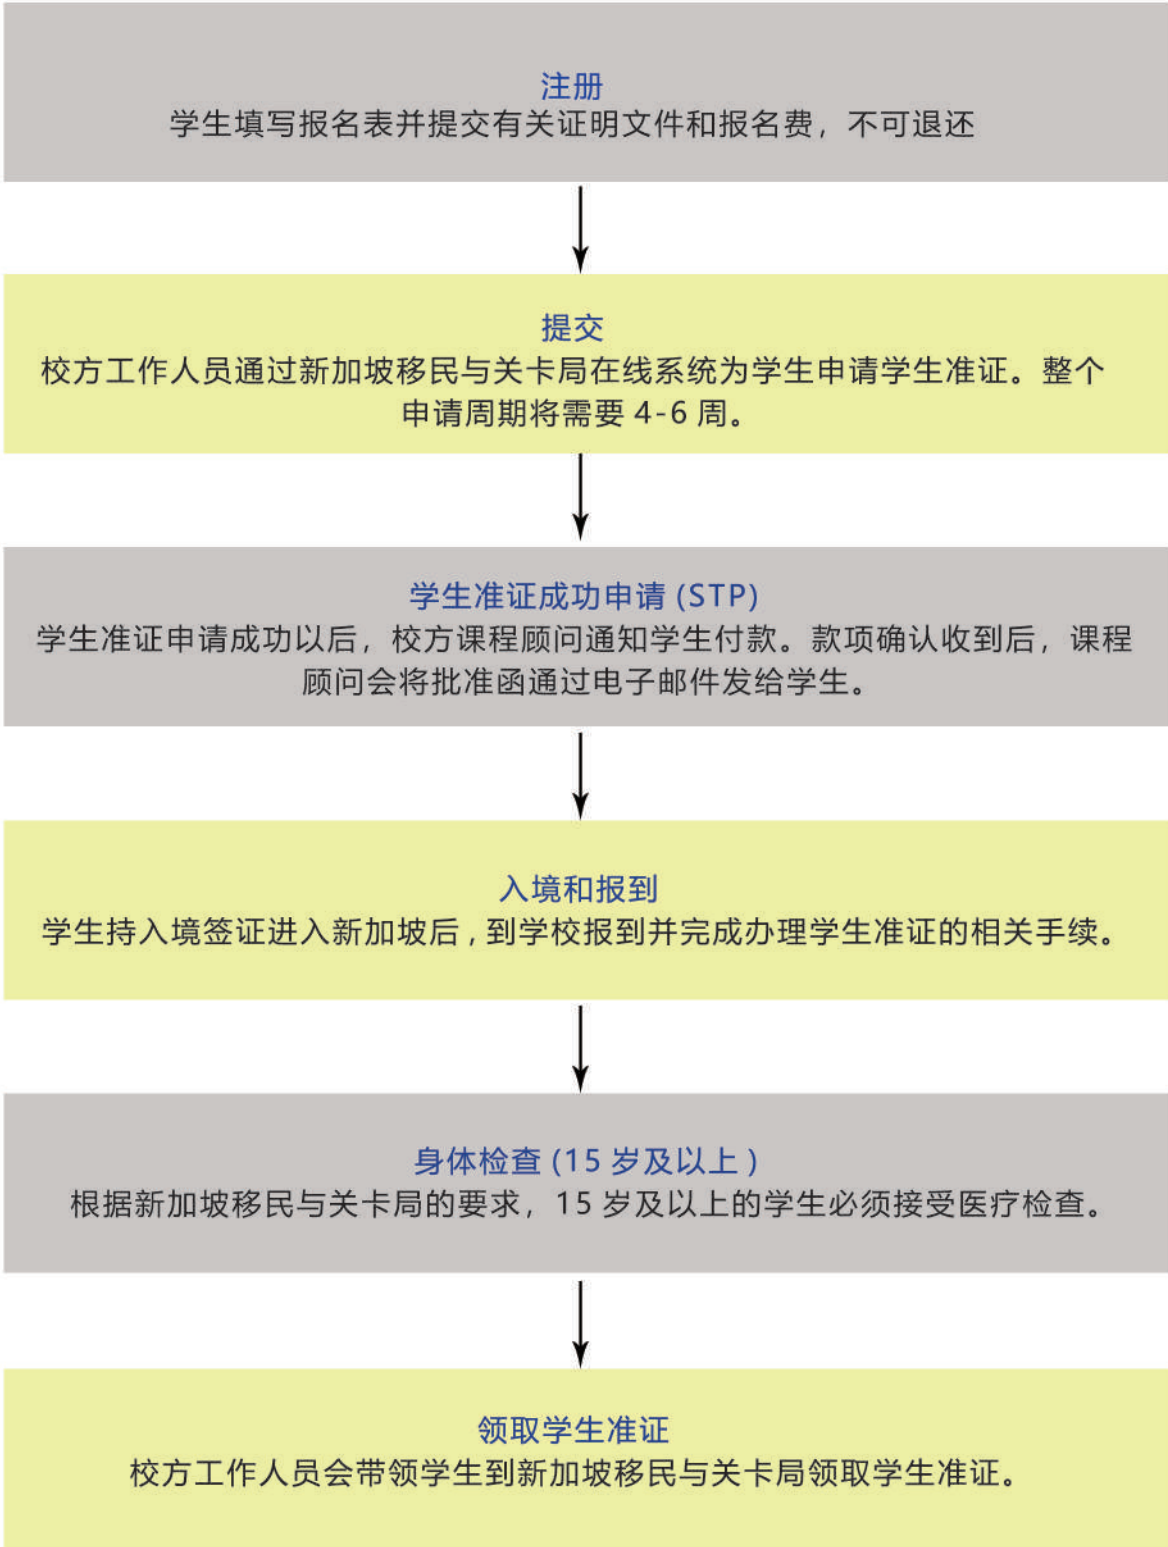 注册
学生填写报名表并提交有关证明文件和报名费，不可退还
提交
校方工作人员通过新加坡移民与关卡局在线系统为学生申请学生准证。整个
申请周期将需要 4-6 周。
学生准证成功申请 (STP)
学生准证申请成功以后，校方课程顾问通知学生付款。款项确认收到后，课程
顾问会将批准函通过电子邮件发给学生。
入境和报到
学生持入境签证进入新加坡后 , 到学校报到并完成办理学生准证的相关手续。
身体检查 (15 岁及以上 )
根据新加坡移民与关卡局的要求，15 岁及以上的学生必须接受医疗检查。
领取学生准证
校方工作人员会带领学生到新加坡移民与关卡局领取学生准证。